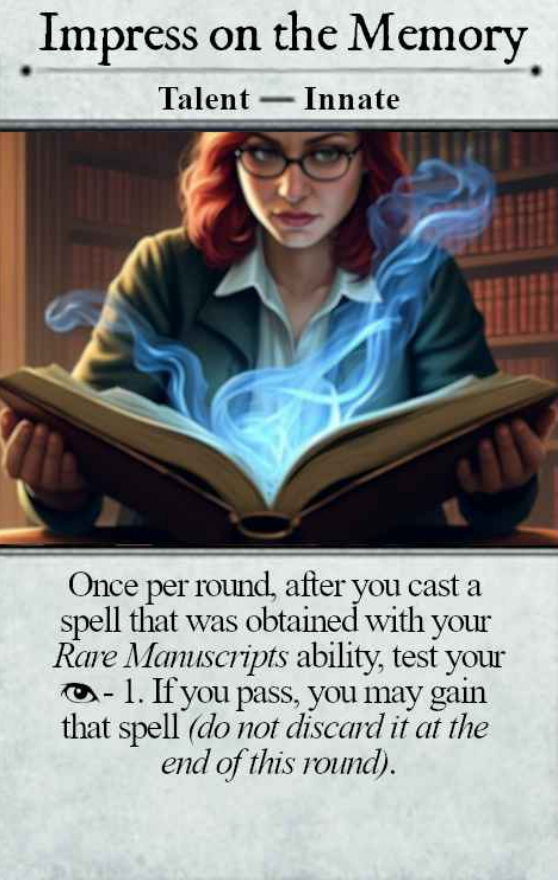 Impress on the Memory
Talent — Innate
Once per round, after you cast a
spell that was obtained with your
Rare Manuscripts ability, test your
- 1. If you pass, you may gain
that spell (do not discard it at the
end of this round).